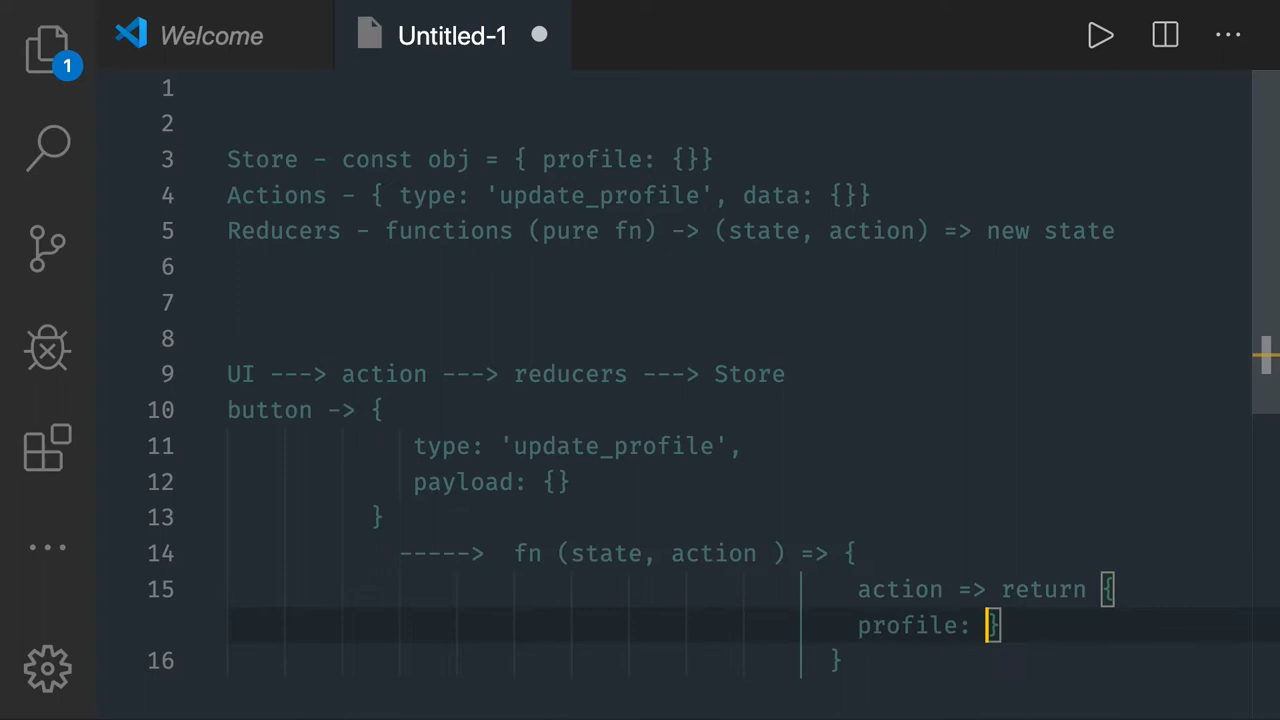 Welcome
Untitled-1
1
1
2
3 Store - const obj = { profile: {}}
4 Actions - { type: 'update_profile', data: {}}
5 Reducers - functions (pure fn) -> (state, action) => new state
6
7
8
9 UI ---> action ---> reducers ---> Store
10 button -> {
11 type: 'update_profile',
12 payload: {}
13 }
14 -----> fn (state, action ) => {
15 action => return {
profile: }
16 }